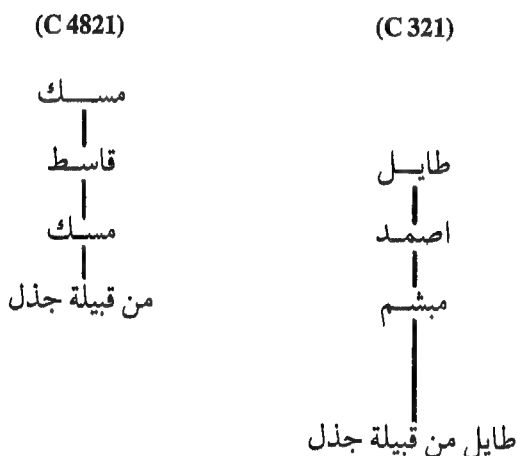 (C 321)
طايل
اصمد
مبشم
طايل من قبيلة جذل
(C 4821)
مسك
قاسط
مسك
من قبيلة جذل